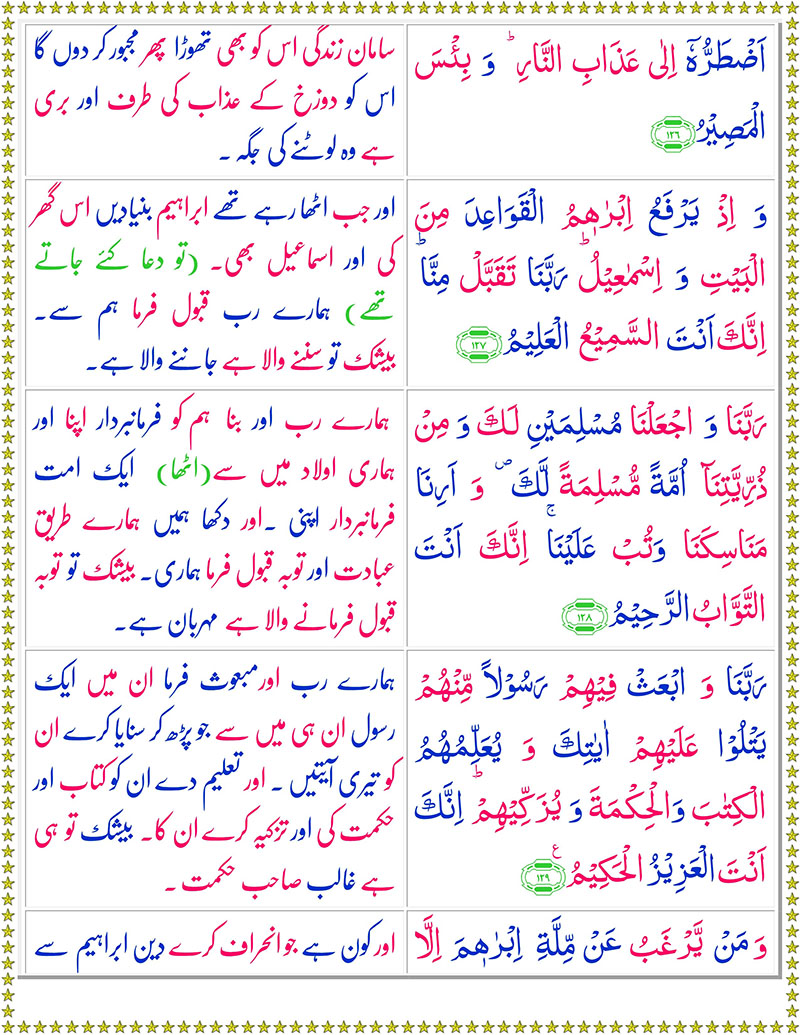 اَضْطَرُّهٗۤ اِلٰى عَذَابِ النَّارِ ؕ وَ بِئْسَ
الْمَصِيْرُ ۱۲۶
سامان زندگی اس کو بھی تھوڑا پھر مجبور کر دوں گا
اس کو دوزخ کے عذاب کی طرف اور بری
ہے وہ لوٹنے کی جگہ ۔
وَ اِذْ يَرْفَعُ اِبْرٰهٖمُ الْقَوَاعِدَ مِنَ
الْبَيْتِ وَ اِسْمٰعِيْلُ ؕ رَبَّنَا تَقَبَّلْ مِنَّا ؕ
اِنَّكَ اَنْتَ السَّمِيْعُ الْعَلِيْمُ ۱۲۷
اور جب اٹھا رہے تھے ابراہیم بنیادیں اس گھر
کی اور اسماعیل بھی۔ (تو دعا کئے جاتے
تھے) ہمارے رب قبول فرما ہم سے۔
بیشک تو سننے والا ہے جاننے والا ہے۔
رَبَّنَا وَ اجْعَلْنَا مُسْلِمَيْنِ لَكَ وَ مِنْ
ذُرِّيَّتِنَاۤ اُمَّةً مُّسْلِمَةً لَّكَ ۪ وَ اَرِنَا
مَنَاسِكَنَا وَتُبْ عَلَيْنَا ۚ اِنَّكَ اَنْتَ
التَّوَّابُ الرَّحِيْمُ ۱۲۸
ہمارے رب اور بنا ہم کو فرمانبردار اپنا اور
ہماری اولاد میں سے (اٹھا) ایک امت
فرمانبردار اپنی ۔ اور دکھا ہمیں ہمارے طریق
عبادت اور توبہ قبول فرما ہماری۔ بیشک تو توبہ
قبول فرمانے والا ہے مہربان ہے۔
رَبَّنَا وَ ابْعَثْ فِيْهِمْ رَسُوْلًا مِّنْهُمْ
يَتْلُوْا عَلَيْهِمْ اٰيٰتِكَ وَ يُعَلِّمُهُمُ
الْكِتٰبَ وَالْحِكْمَةَ وَ يُزَكِّيْهِمْ ؕ اِنَّكَ
اَنْتَ الْعَزِيْزُ الْحَكِيْمُ ع ۱۲۹
ہمارے رب اور مبعوث فرما ان میں ایک
رسول ان ہی میں سے جو پڑھ کر سنایا کرے ان
کو تیری آیتیں ۔ اور تعلیم دے ان کو کتاب اور
حکمت کی اور تزکیہ کرے ان کا۔ بیشک تو ہی
ہے غالب صاحب حکمت ۔
وَ مَنْ يَّرْغَبُ عَنْ مِّلَّةِ اِبْرٰهٖمَ اِلَّا
اور کون ہے جو انحراف کرے دین ابراہیم سے